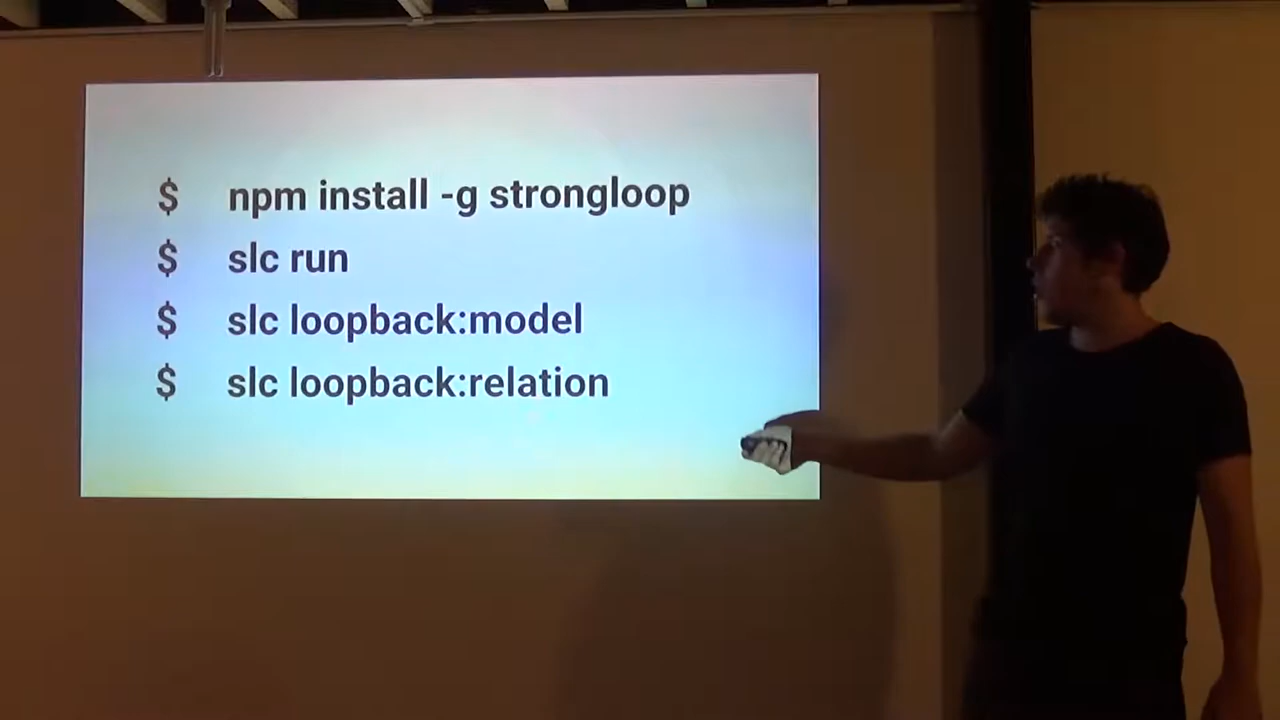 $ npm install -g strongloop
$ slc run
$ slc loopback:model
$ slc loopback:relation